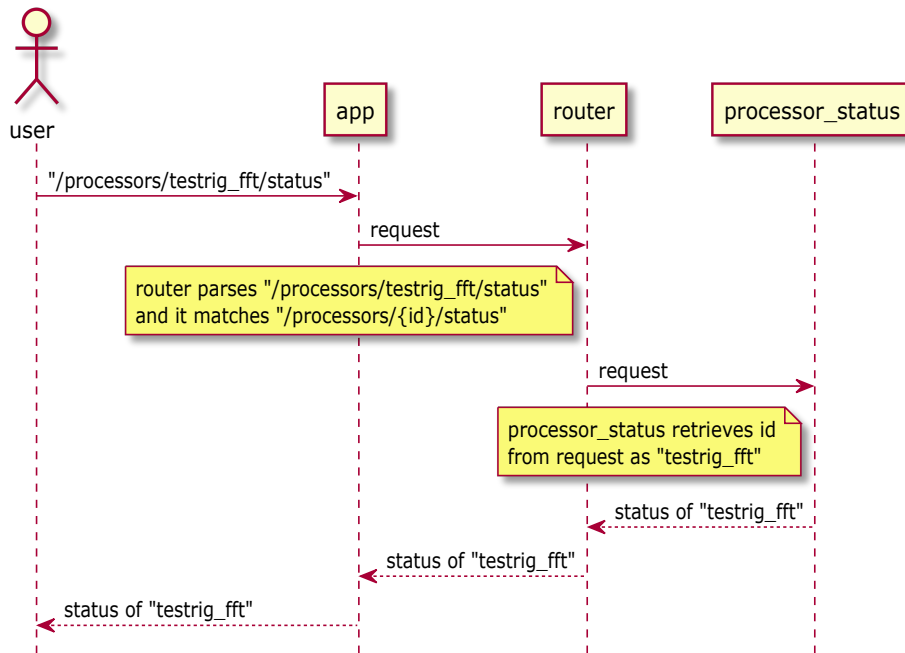 user
app
router
processor_status
"/processors/testrig_fft/status"
request
router parses "/processors/testrig_fft/status"
and it matches "/processors/{id}/status"
request
processor_status retrieves id
from request as "testrig_fft"
status of "testrig_fft"
status of "testrig_fft"
status of "testrig_fft"